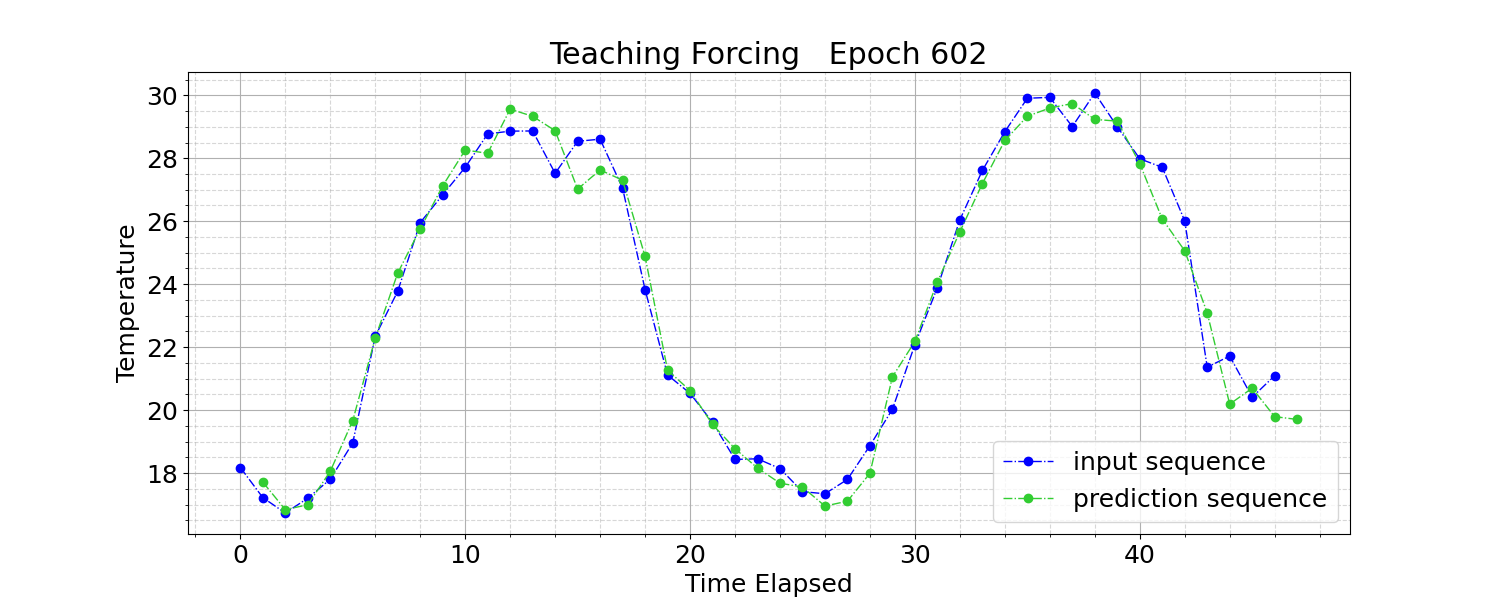 Teaching Forcing   Epoch 602
30
28
26
24
22
20
18
Temperature
0 10 20 30 40
Time Elapsed
input sequence
prediction sequence